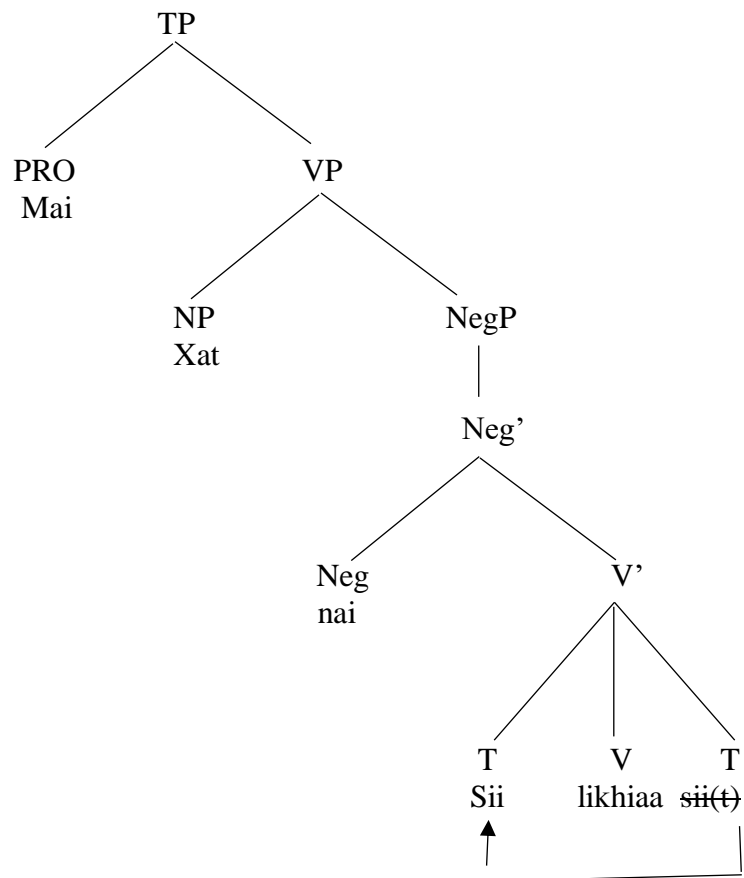 TP
PRO VP
Mai
NP NegP
Xat
Neg’
Neg V’
nai
T V T
Sii likhiaa sii(t)